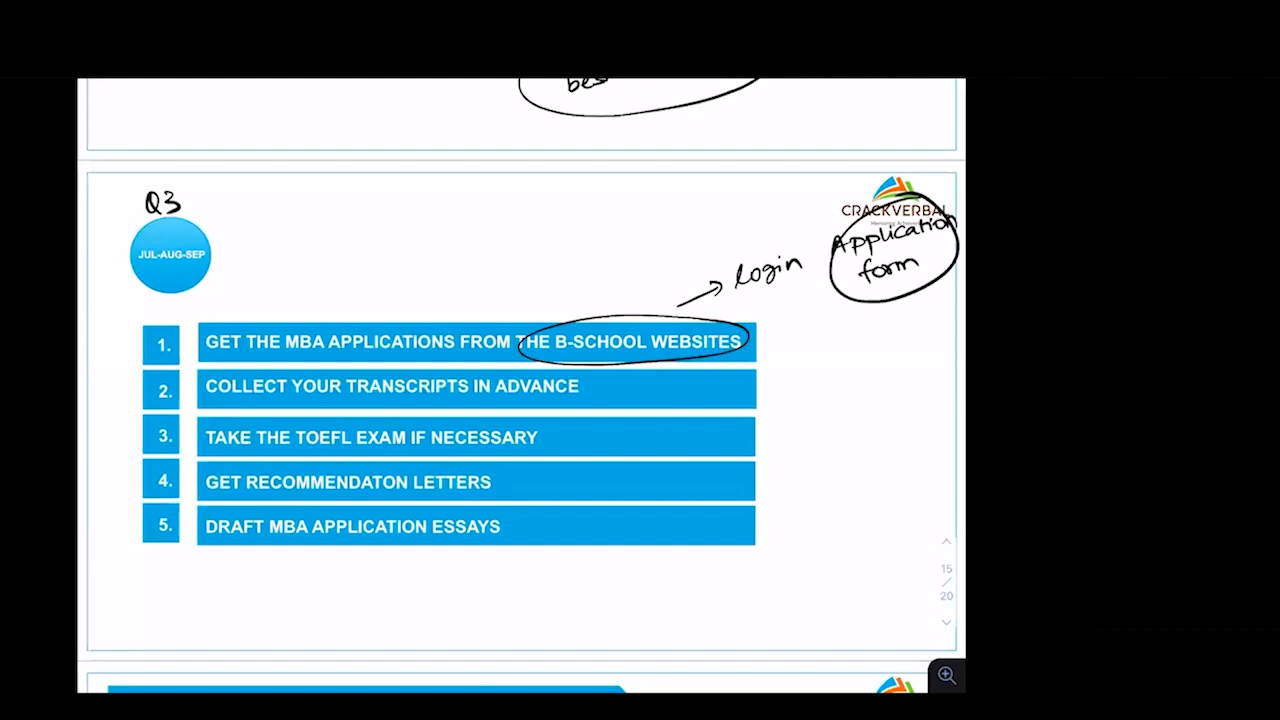 bes
Q3
CRACKVERBAL
Application
form
JUL-AUG-SEP
login
1. GET THE MBA APPLICATIONS FROM THE B-SCHOOL WEBSITES
2. COLLECT YOUR TRANSCRIPTS IN ADVANCE
3. TAKE THE TOEFL EXAM IF NECESSARY
4. GET RECOMMENDATON LETTERS
5. DRAFT MBA APPLICATION ESSAYS
15
/
20